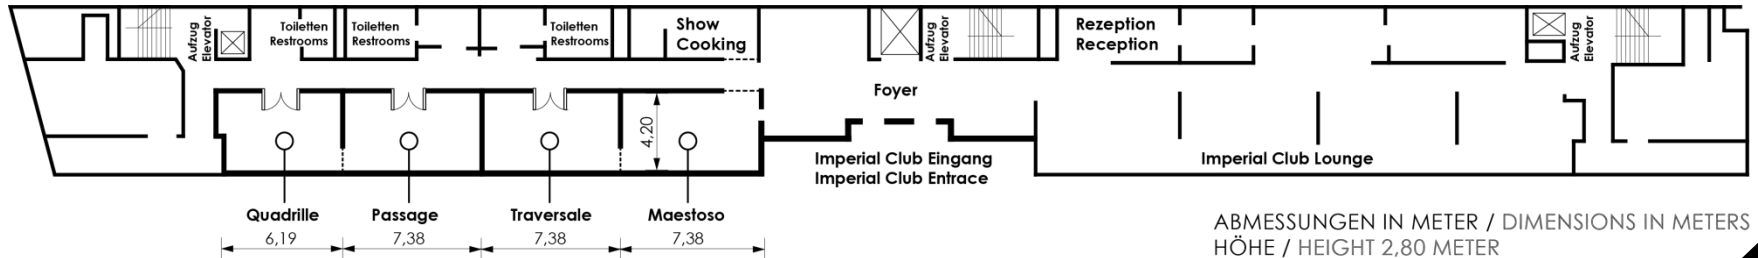 Aufzug
Elevator
Toiletten
Restrooms
Toiletten
Restrooms
Toiletten
Restrooms
Show
Cooking
Aufzug
Elevator
Rezeption
Reception
Aufzug
Elevator
Foyer
4,20
Imperial Club Eingang
Imperial Club Entrace
Imperial Club Lounge
Quadrille
Passage
Traversale
Maestoso
6,19
7,38
7,38
7,38
ABMESSUNGEN IN METER / DIMENSIONS IN METERS
HÖHE / HEIGHT 2,80 METER